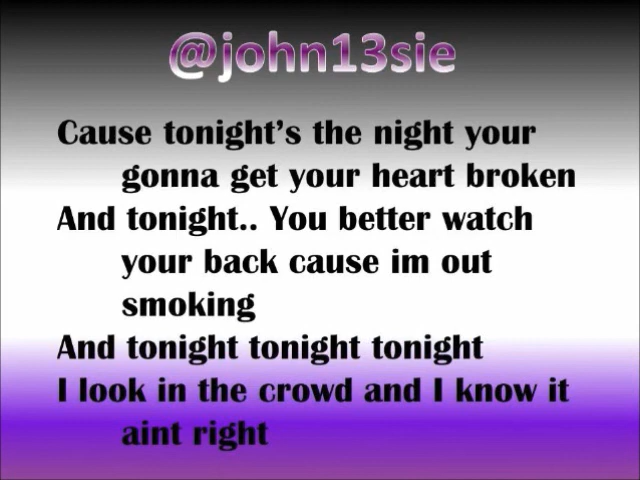 @john13sie
Cause tonight’s the night your
gonna get your heart broken
And tonight.. You better watch
your back cause im out
smoking
And tonight tonight tonight
I look in the crowd and I know it
aint right